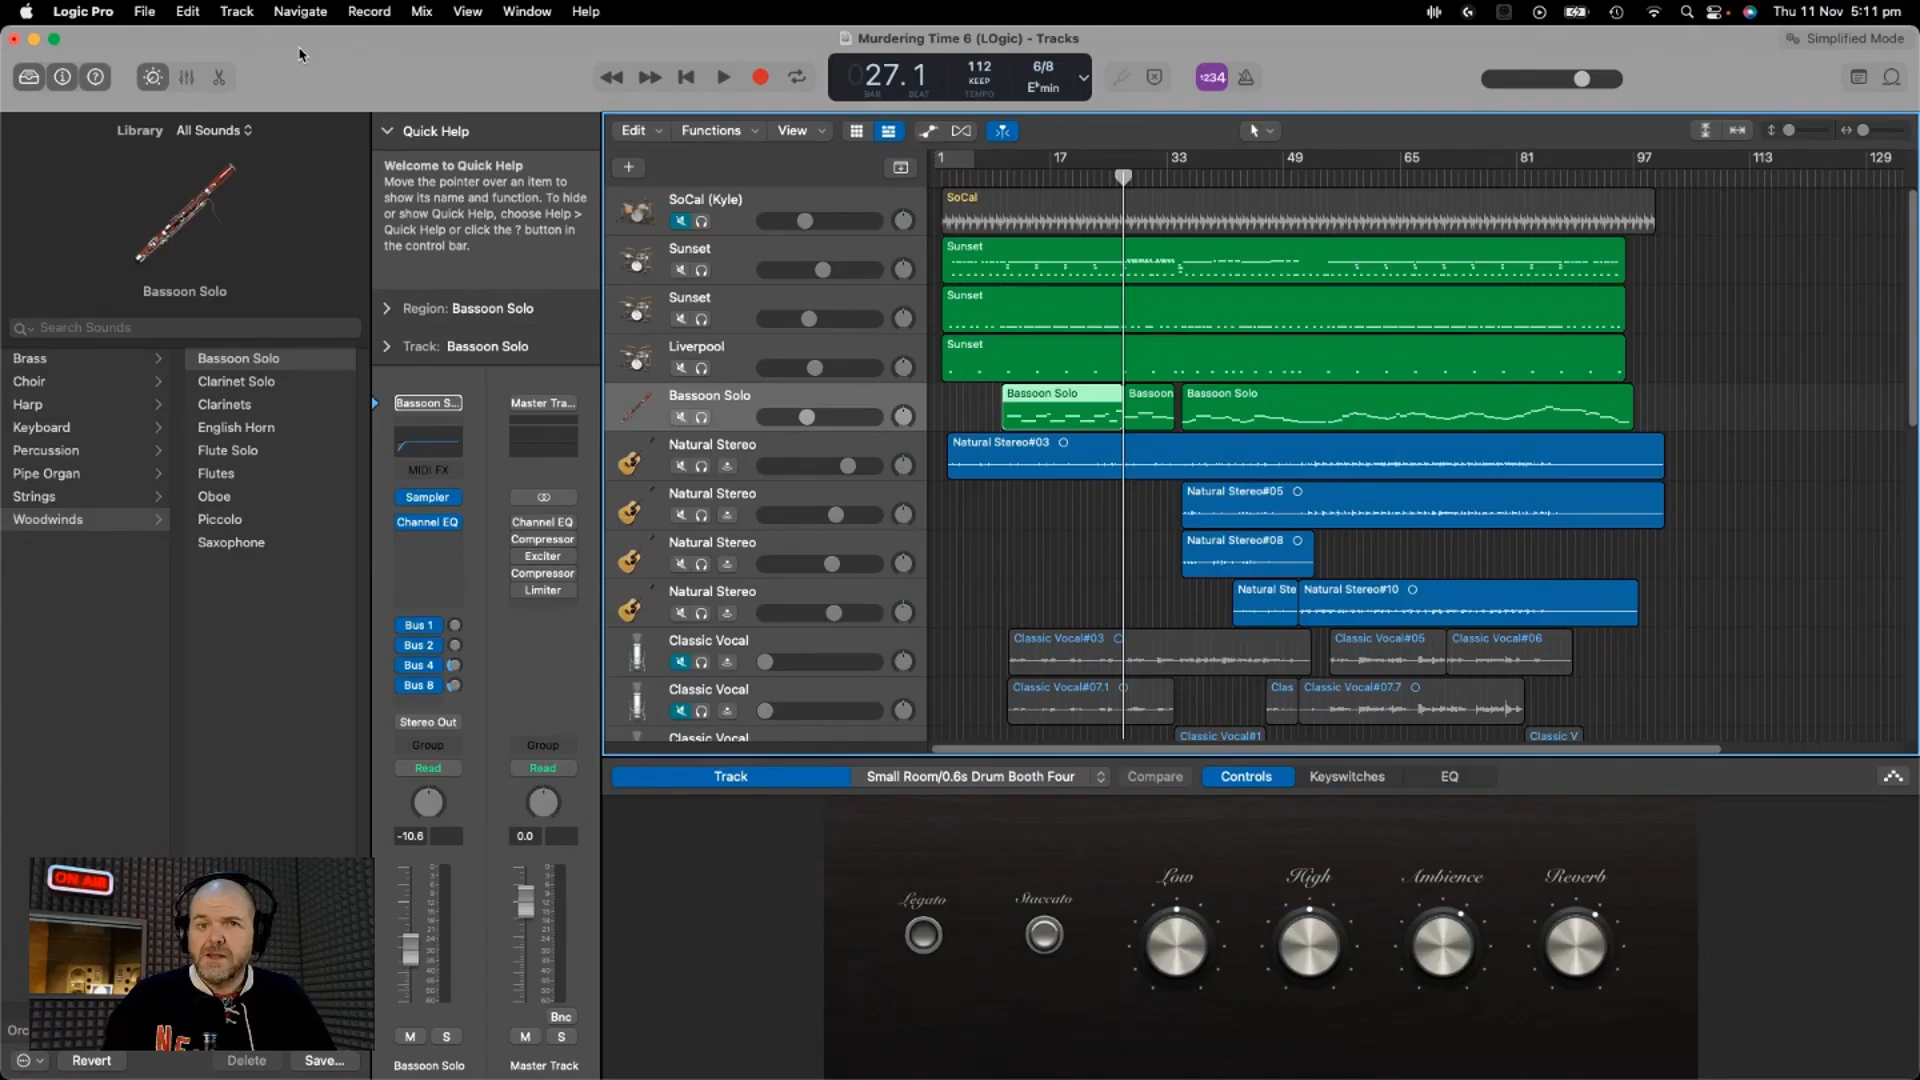 Logic Pro File Edit Track Navigate Record Mix View Window Help
Thu 11 Nov 5:11 pm
Murdering Time 6 (LOgic) - Tracks
Simplified Mode
027.1
BAR BEAT
112
KEEP
TEMPO
6/8
E♭min
1234
Library All Sounds
Bassoon Solo
Search Sounds
Brass
Choir
Harp
Keyboard
Percussion
Pipe Organ
Strings
Woodwinds
Bassoon Solo
Clarinet Solo
Clarinets
English Horn
Flute Solo
Flutes
Oboe
Piccolo
Saxophone
ON AIR
Orc
Revert Delete Save...
Quick Help
Welcome to Quick Help
Move the pointer over an item to
show its name and function. To hide
or show Quick Help, choose Help >
Quick Help or click the ? button in
the control bar.
Region: Bassoon Solo
Track: Bassoon Solo
Bassoon S...
MIDI FX
Sampler
Channel EQ
Bus 1
Bus 2
Bus 4
Bus 8
Stereo Out
Group
Read
-10.6
M S
Bassoon Solo
Master Tra...
Channel EQ
Compressor
Exciter
Compressor
Limiter
Group
Read
0.0
Bnc
M S
Master Track
Edit Functions View
1 17 33 49 65 81 97 113 129
SoCal (Kyle)
SoCal
Sunset
Sunset
Sunset
Sunset
Liverpool
Sunset
Bassoon Solo
Bassoon Solo Bassoon Bassoon Solo
Natural Stereo
Natural Stereo#03
Natural Stereo
Natural Stereo#05
Natural Stereo
Natural Stereo#08
Natural Stereo
Natural Ste Natural Stereo#10
Classic Vocal
Classic Vocal#03 Classic Vocal#05 Classic Vocal#06
Classic Vocal
Classic Vocal#07.1 Clas Classic Vocal#07.7
Classic Vocal
Classic Vocal#1 Classic V
Track Small Room/0.6s Drum Booth Four Compare Controls Keyswitches EQ
Legato
Staccato
Low
High
Ambience
Reverb